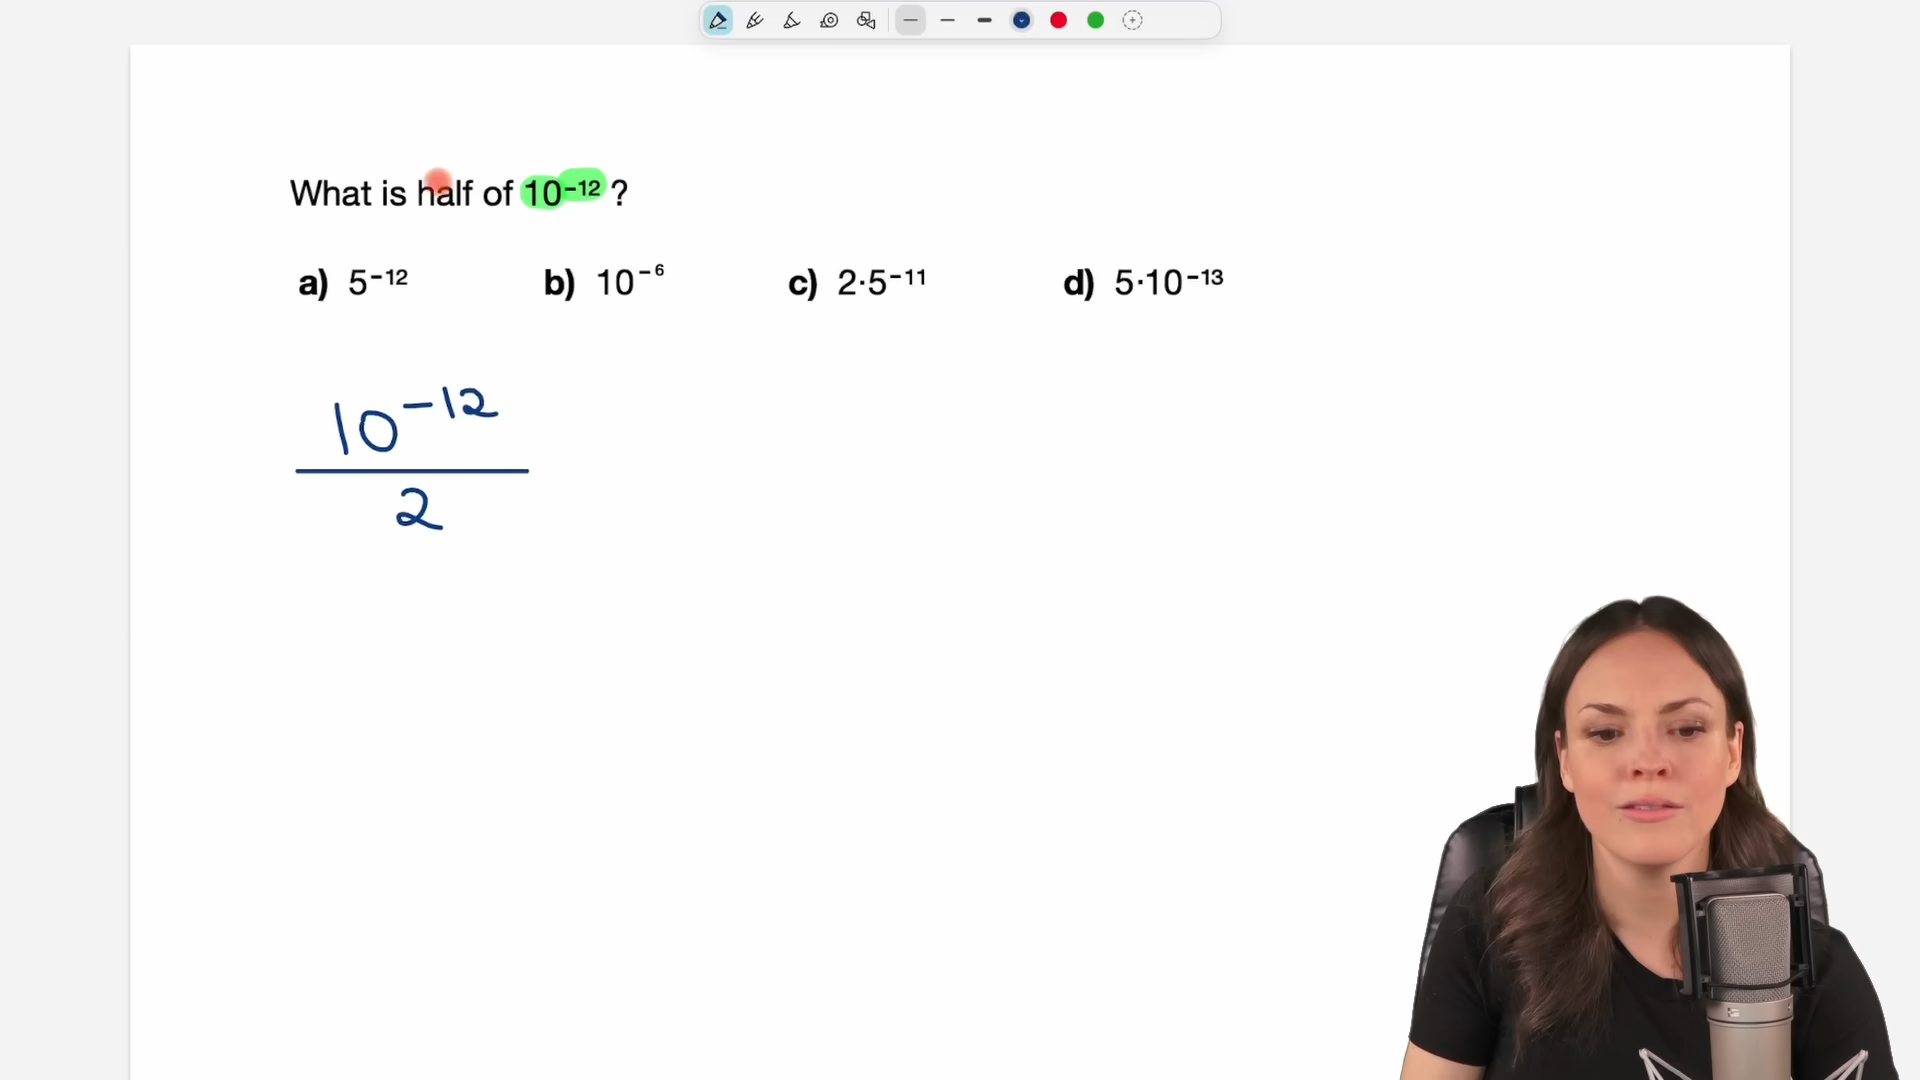 What is half of 10⁻¹² ?
a) 5⁻¹² b) 10⁻⁶ c) 2·5⁻¹¹ d) 5·10⁻¹³
10⁻¹²
2